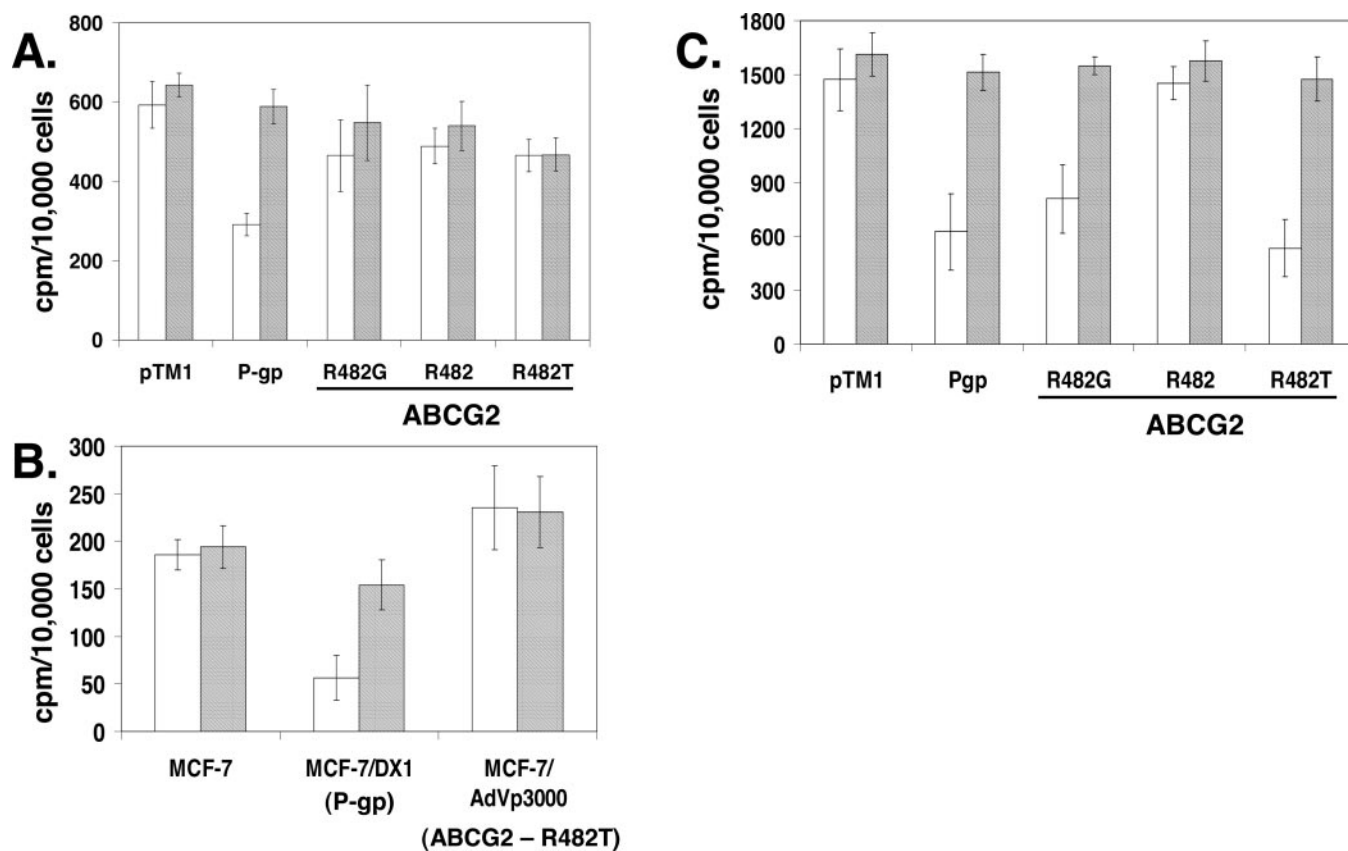 A.
cpm/10,000 cells
800
600
400
200
0
pTM1 P-gp R482G R482 R482T
ABCG2
B.
cpm/10,000 cells
300
250
200
150
100
50
0
MCF-7 MCF-7/DX1 MCF-7/
(P-gp) AdVp3000
(ABCG2 – R482T)
C.
cpm/10,000 cells
1800
1500
1200
900
600
300
0
pTM1 Pgp R482G R482 R482T
ABCG2